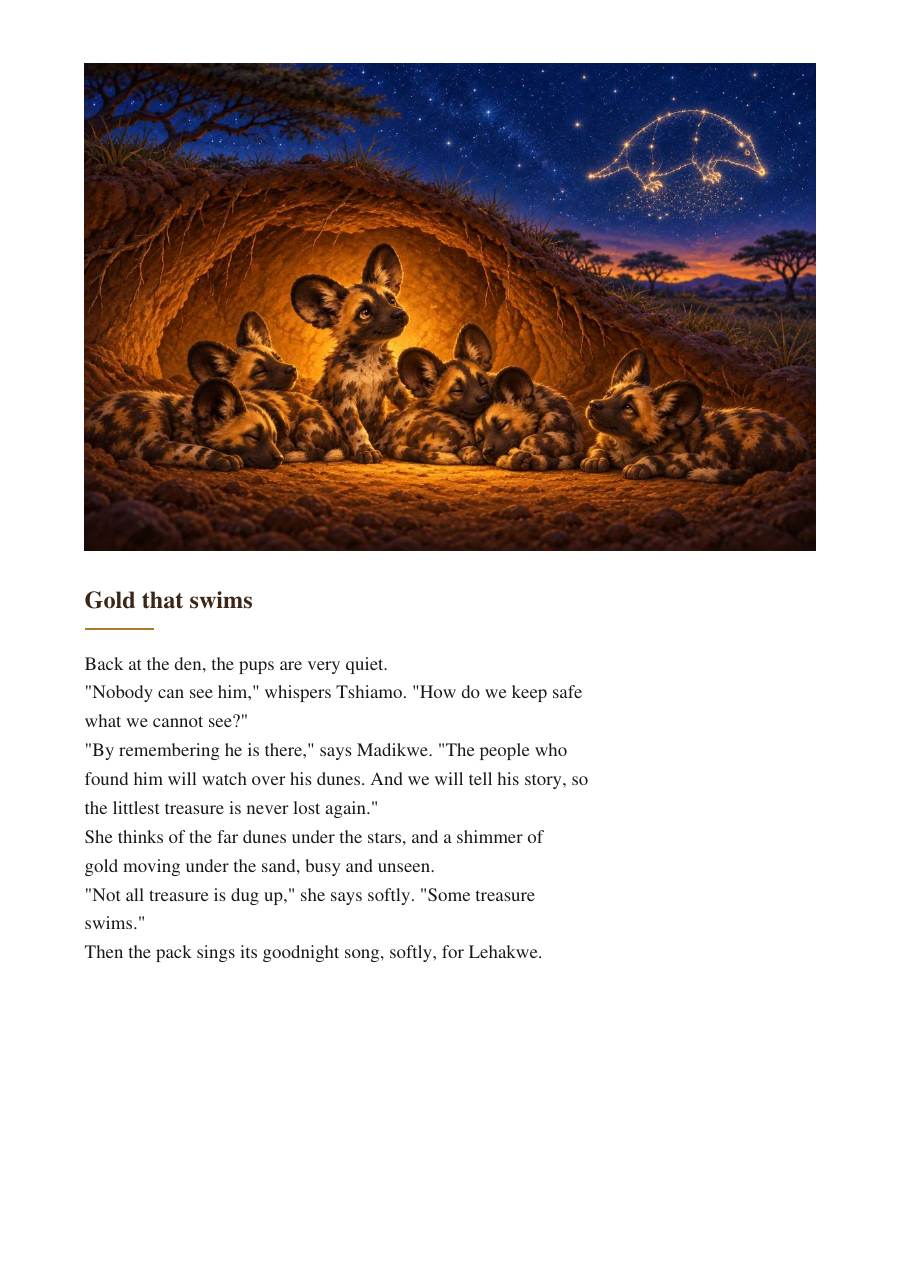 Gold that swims
Back at the den, the pups are very quiet.
"Nobody can see him," whispers Tshiamo. "How do we keep safe
what we cannot see?"
"By remembering he is there," says Madikwe. "The people who
found him will watch over his dunes. And we will tell his story, so
the littlest treasure is never lost again."
She thinks of the far dunes under the stars, and a shimmer of
gold moving under the sand, busy and unseen.
"Not all treasure is dug up," she says softly. "Some treasure
swims."
Then the pack sings its goodnight song, softly, for Lehakwe.